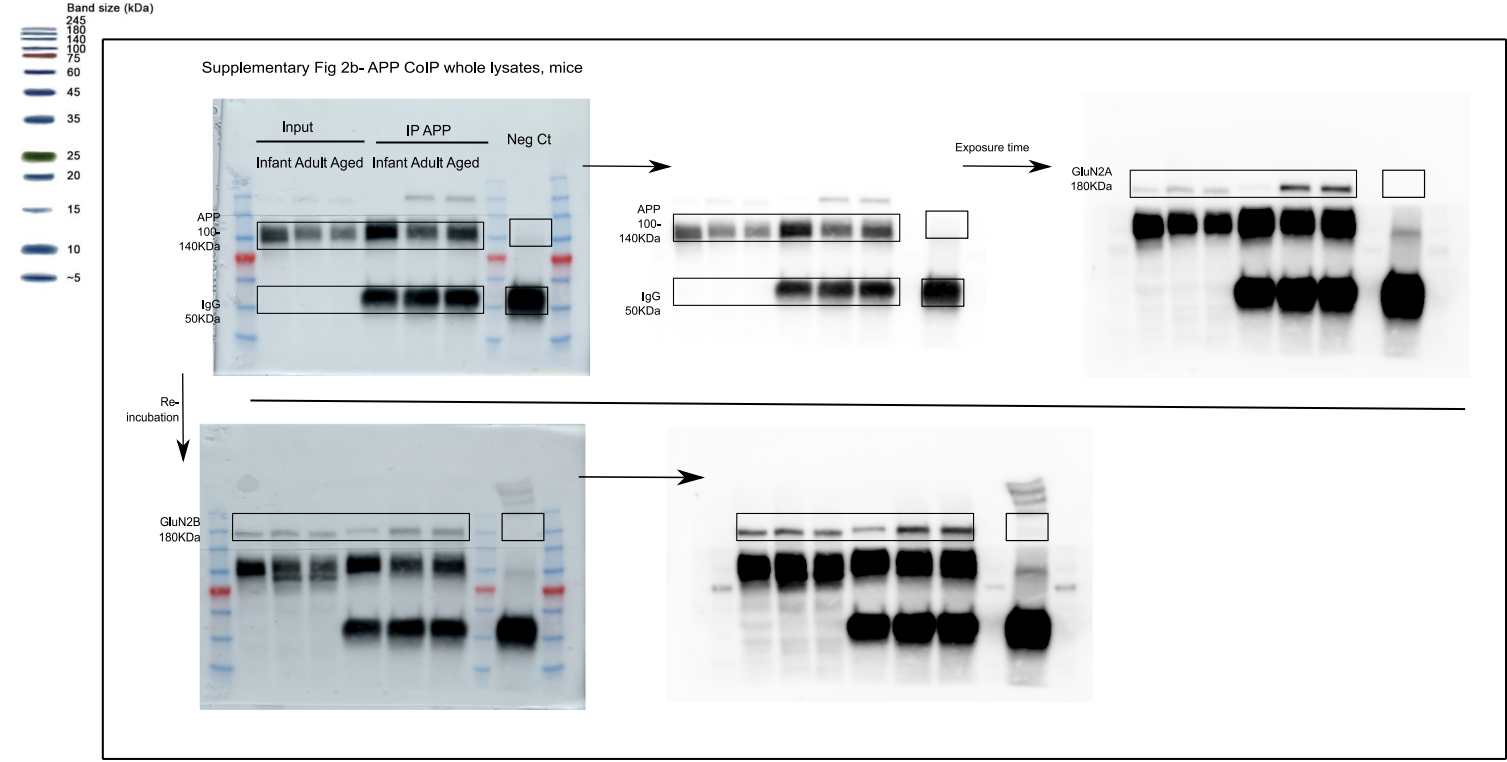 Band size (kDa)
245
180
140
100
75
60
45
35
25
20
15
10
~5
Supplementary Fig 2b- APP CoIP whole lysates, mice
Input
IP APP
Neg Ct
Infant Adult Aged
Infant Adult Aged
APP
100-
140KDa
IgG
50KDa
APP
100-
140KDa
IgG
50KDa
Exposure time
GluN2A
180KDa
Re-
incubation
GluN2B
180KDa